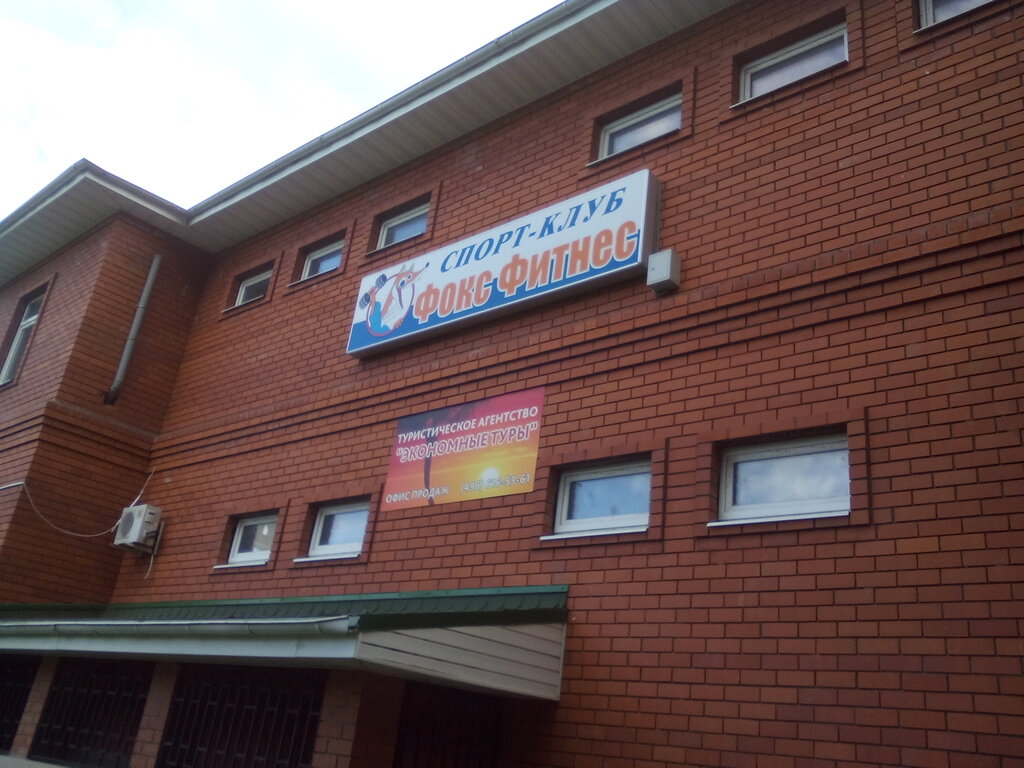 СПОРТ-КЛУБ
ФОКС ФИТНЕС
ТУРИСТИЧЕСКОЕ АГЕНТСТВО
"ЭКОНОМНЫЕ ТУРЫ"
ОФИС ПРОДАЖ